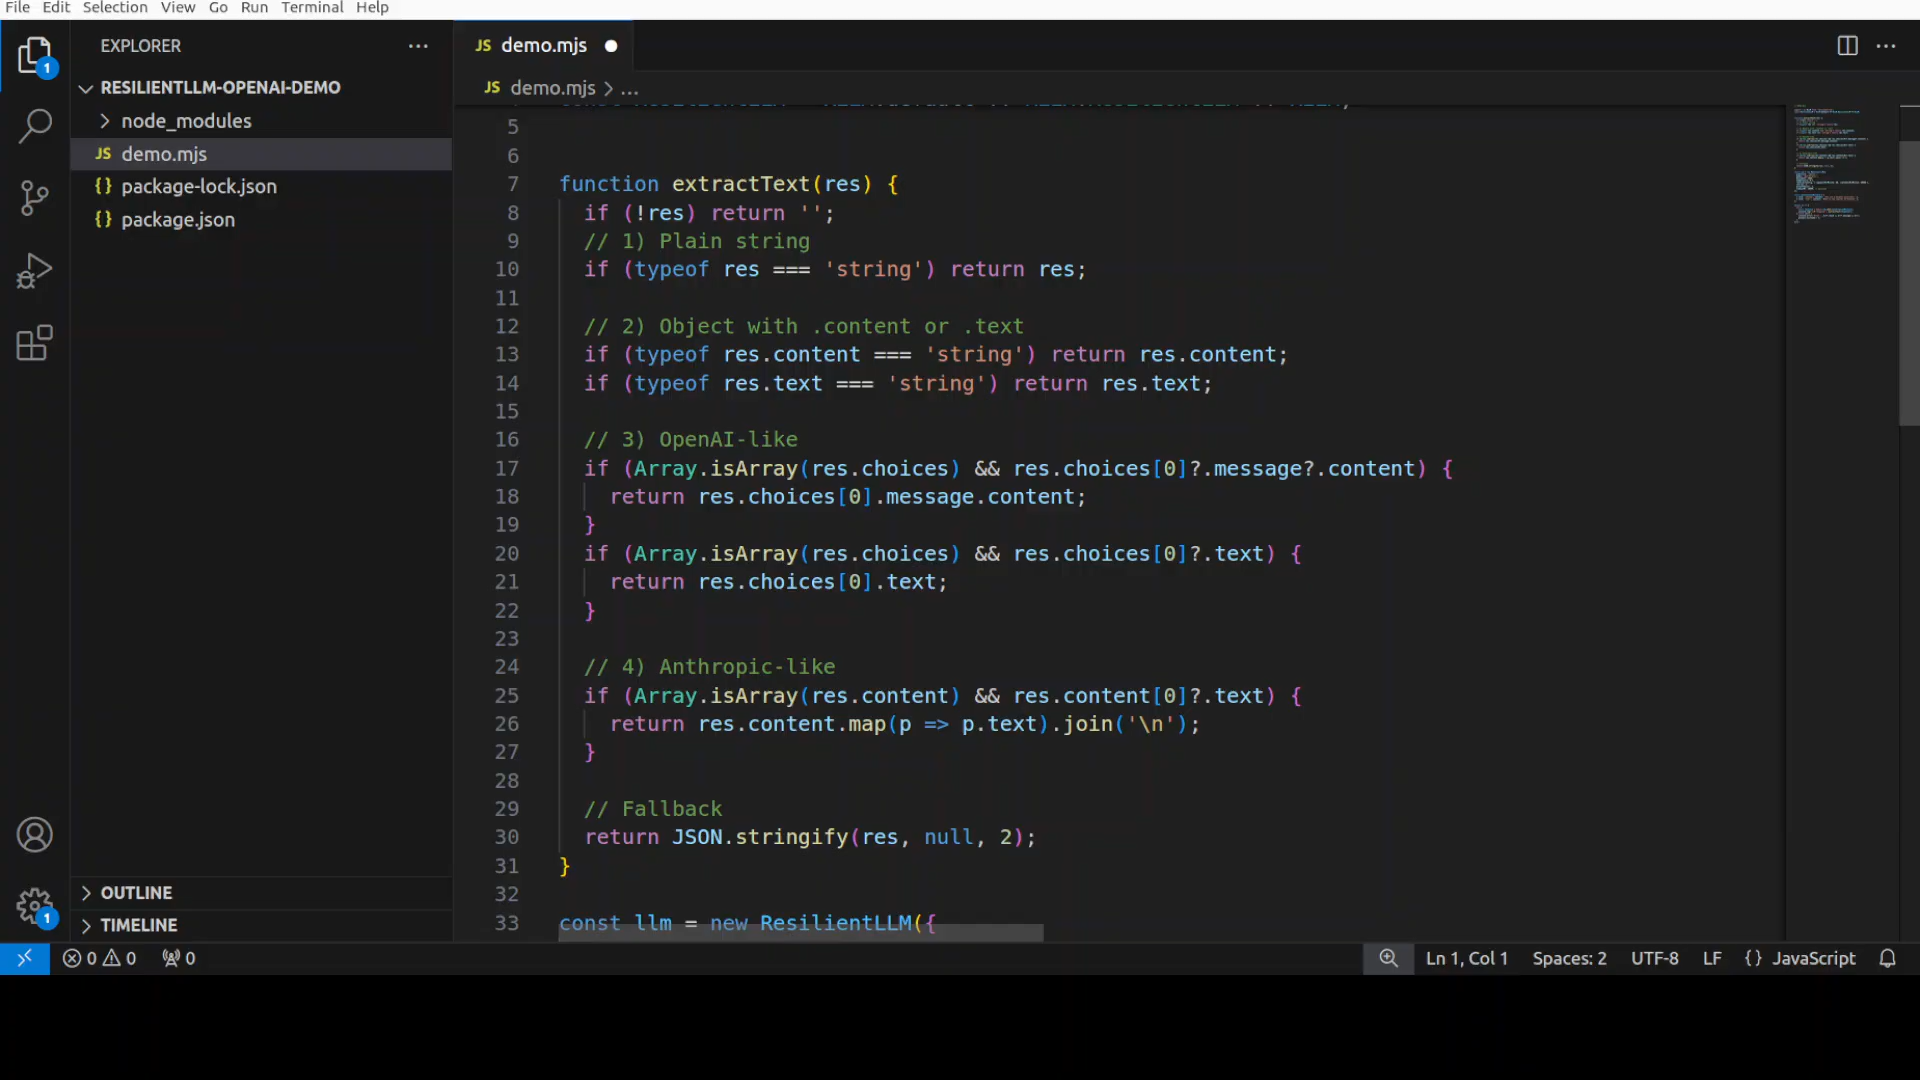 File Edit Selection View Go Run Terminal Help
EXPLORER
RESILIENTLLM-OPENAI-DEMO
node_modules
JS demo.mjs
{} package-lock.json
{} package.json
OUTLINE
TIMELINE
1
1
JS demo.mjs
JS demo.mjs > ...
5
6
7 function extractText(res) {
8 if (!res) return '';
9 // 1) Plain string
10 if (typeof res === 'string') return res;
11
12 // 2) Object with .content or .text
13 if (typeof res.content === 'string') return res.content;
14 if (typeof res.text === 'string') return res.text;
15
16 // 3) OpenAI-like
17 if (Array.isArray(res.choices) && res.choices[0]?.message?.content) {
18 return res.choices[0].message.content;
19 }
20 if (Array.isArray(res.choices) && res.choices[0]?.text) {
21 return res.choices[0].text;
22 }
23
24 // 4) Anthropic-like
25 if (Array.isArray(res.content) && res.content[0]?.text) {
26 return res.content.map(p => p.text).join('\n');
27 }
28
29 // Fallback
30 return JSON.stringify(res, null, 2);
31 }
32
33 const llm = new ResilientLLM({
0 0 0 Ln 1, Col 1 Spaces: 2 UTF-8 LF {} JavaScript